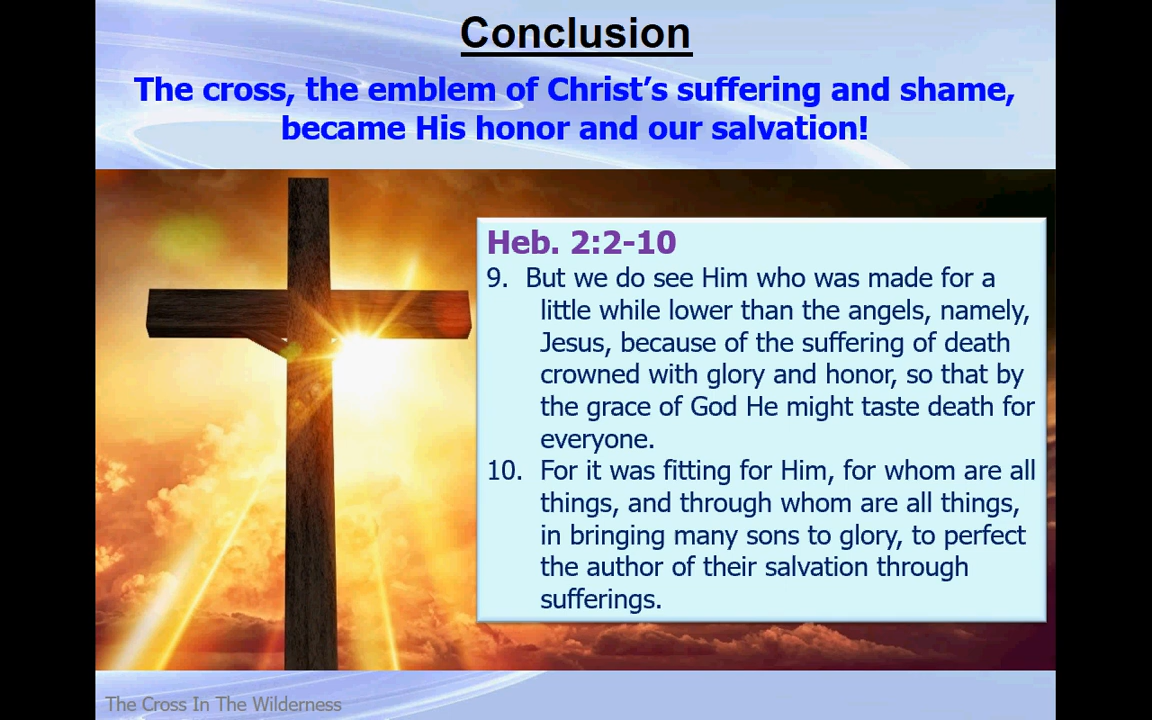 Conclusion
The cross, the emblem of Christ’s suffering and shame,
became His honor and our salvation!
Heb. 2:2-10
9. But we do see Him who was made for a
little while lower than the angels, namely,
Jesus, because of the suffering of death
crowned with glory and honor, so that by
the grace of God He might taste death for
everyone.
10. For it was fitting for Him, for whom are all
things, and through whom are all things,
in bringing many sons to glory, to perfect
the author of their salvation through
sufferings.
The Cross In The Wilderness